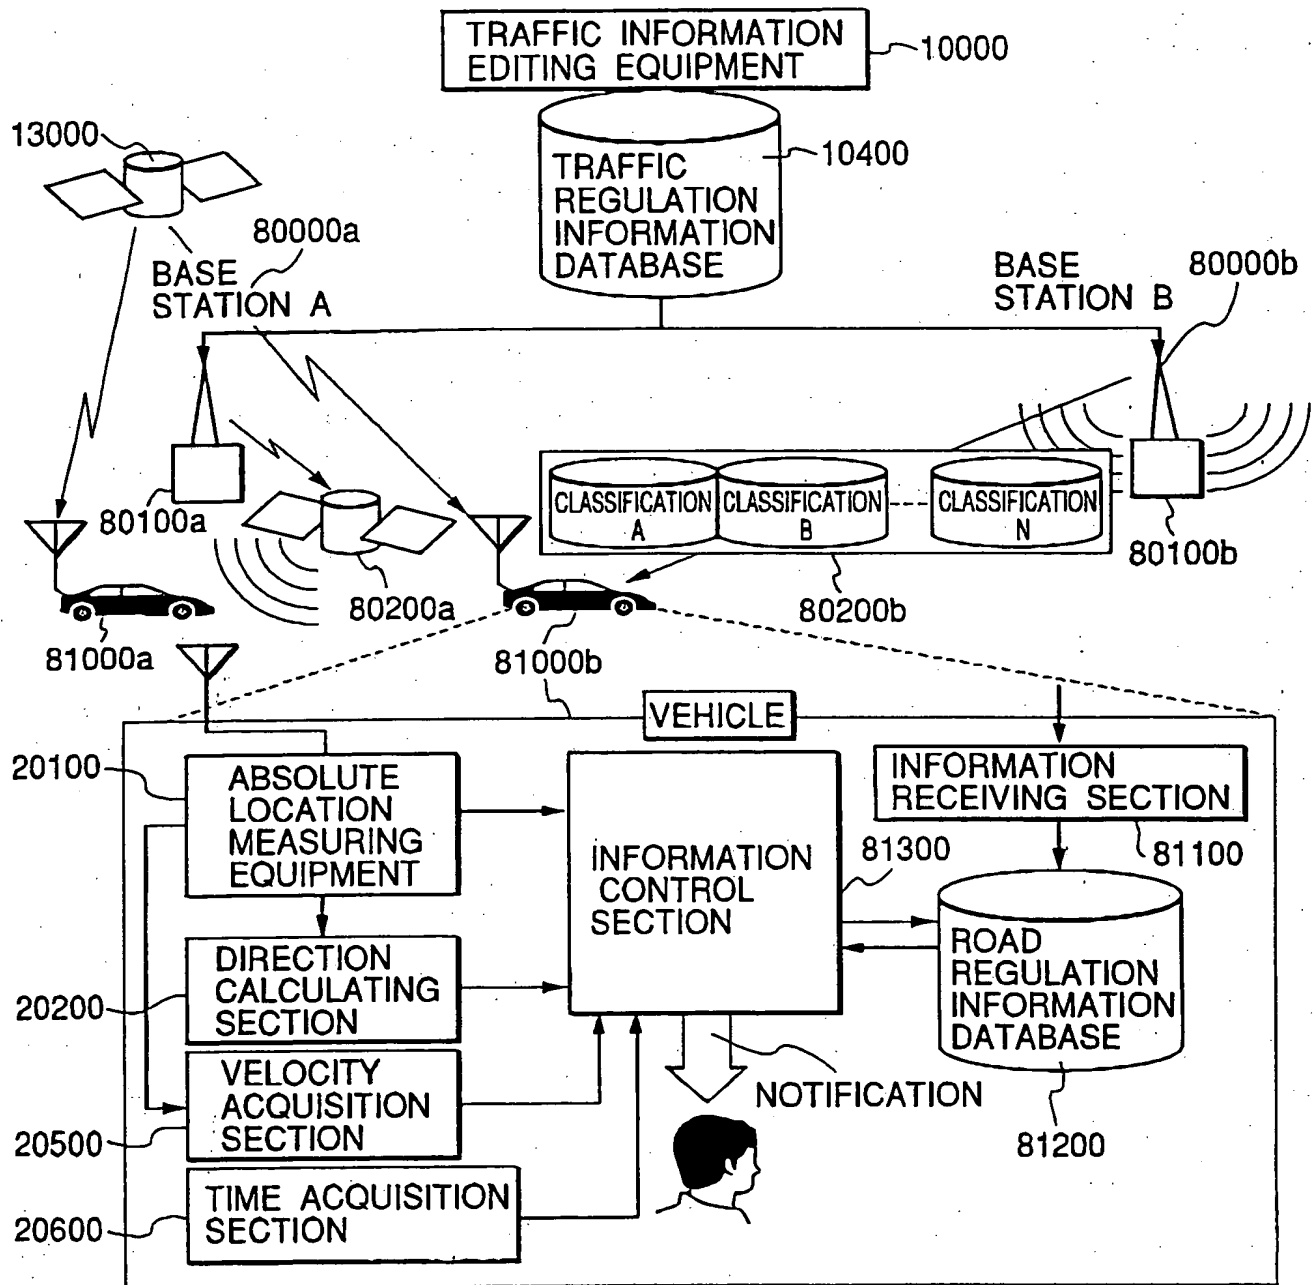 TRAFFIC INFORMATION
EDITING EQUIPMENT
10000
13000
TRAFFIC
REGULATION
INFORMATION
DATABASE
10400
80000a
BASE
STATION A
BASE
STATION B
80000b
80100a
80200a
CLASSIFICATION
A
CLASSIFICATION
B
CLASSIFICATION
N
80100b
80200b
81000a
81000b
VEHICLE
20100
ABSOLUTE
LOCATION
MEASURING
EQUIPMENT
INFORMATION
RECEIVING SECTION
81100
INFORMATION
CONTROL
SECTION
81300
DIRECTION
CALCULATING
SECTION
20200
ROAD
REGULATION
INFORMATION
DATABASE
81200
VELOCITY
ACQUISITION
SECTION
20500
NOTIFICATION
TIME ACQUISITION
SECTION
20600